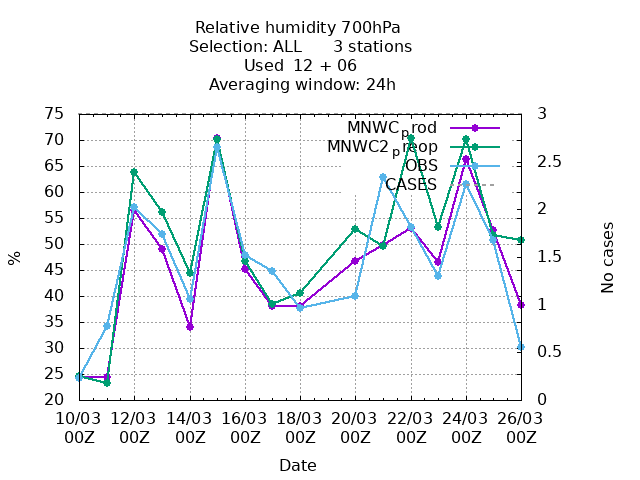 Relative humidity 700hPa
Selection: ALL 3 stations
Used 12 + 06
Averaging window: 24h
75 3
70
65 2.5
60
55 2
50 1.5
45
40 1
35
30 0.5
25
20 0
MNWC_prod
MNWC2_preop
OBS
CASES
%
No cases
10/03 12/03 14/03 16/03 18/03 20/03 22/03 24/03 26/03
00Z 00Z 00Z 00Z 00Z 00Z 00Z 00Z 00Z
Date